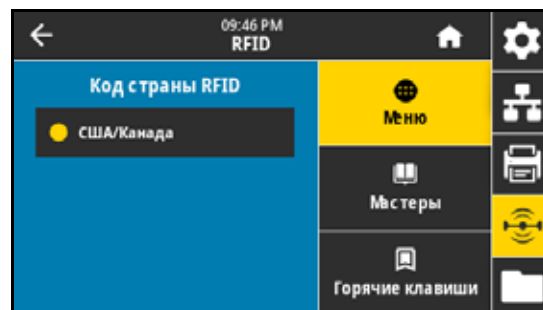 09:46 PM
RFID
Код страны RFID
США/Канада
Меню
Мастеры
Горячие клавиши